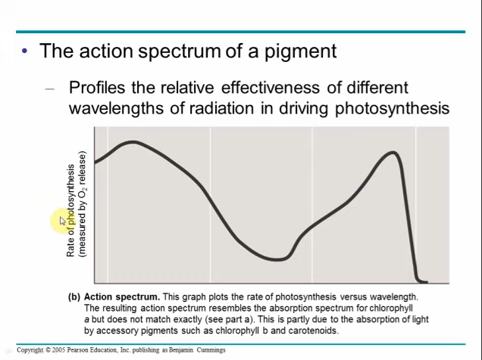 • The action spectrum of a pigment
– Profiles the relative effectiveness of different
wavelengths of radiation in driving photosynthesis
Rate of photosynthesis
(measured by O2 release)
(b) Action spectrum. This graph plots the rate of photosynthesis versus wavelength.
The resulting action spectrum resembles the absorption spectrum for chlorophyll
a but does not match exactly (see part a). This is partly due to the absorption of light
by accessory pigments such as chlorophyll b and carotenoids.
Copyright © 2005 Pearson Education, Inc. publishing as Benjamin Cummings